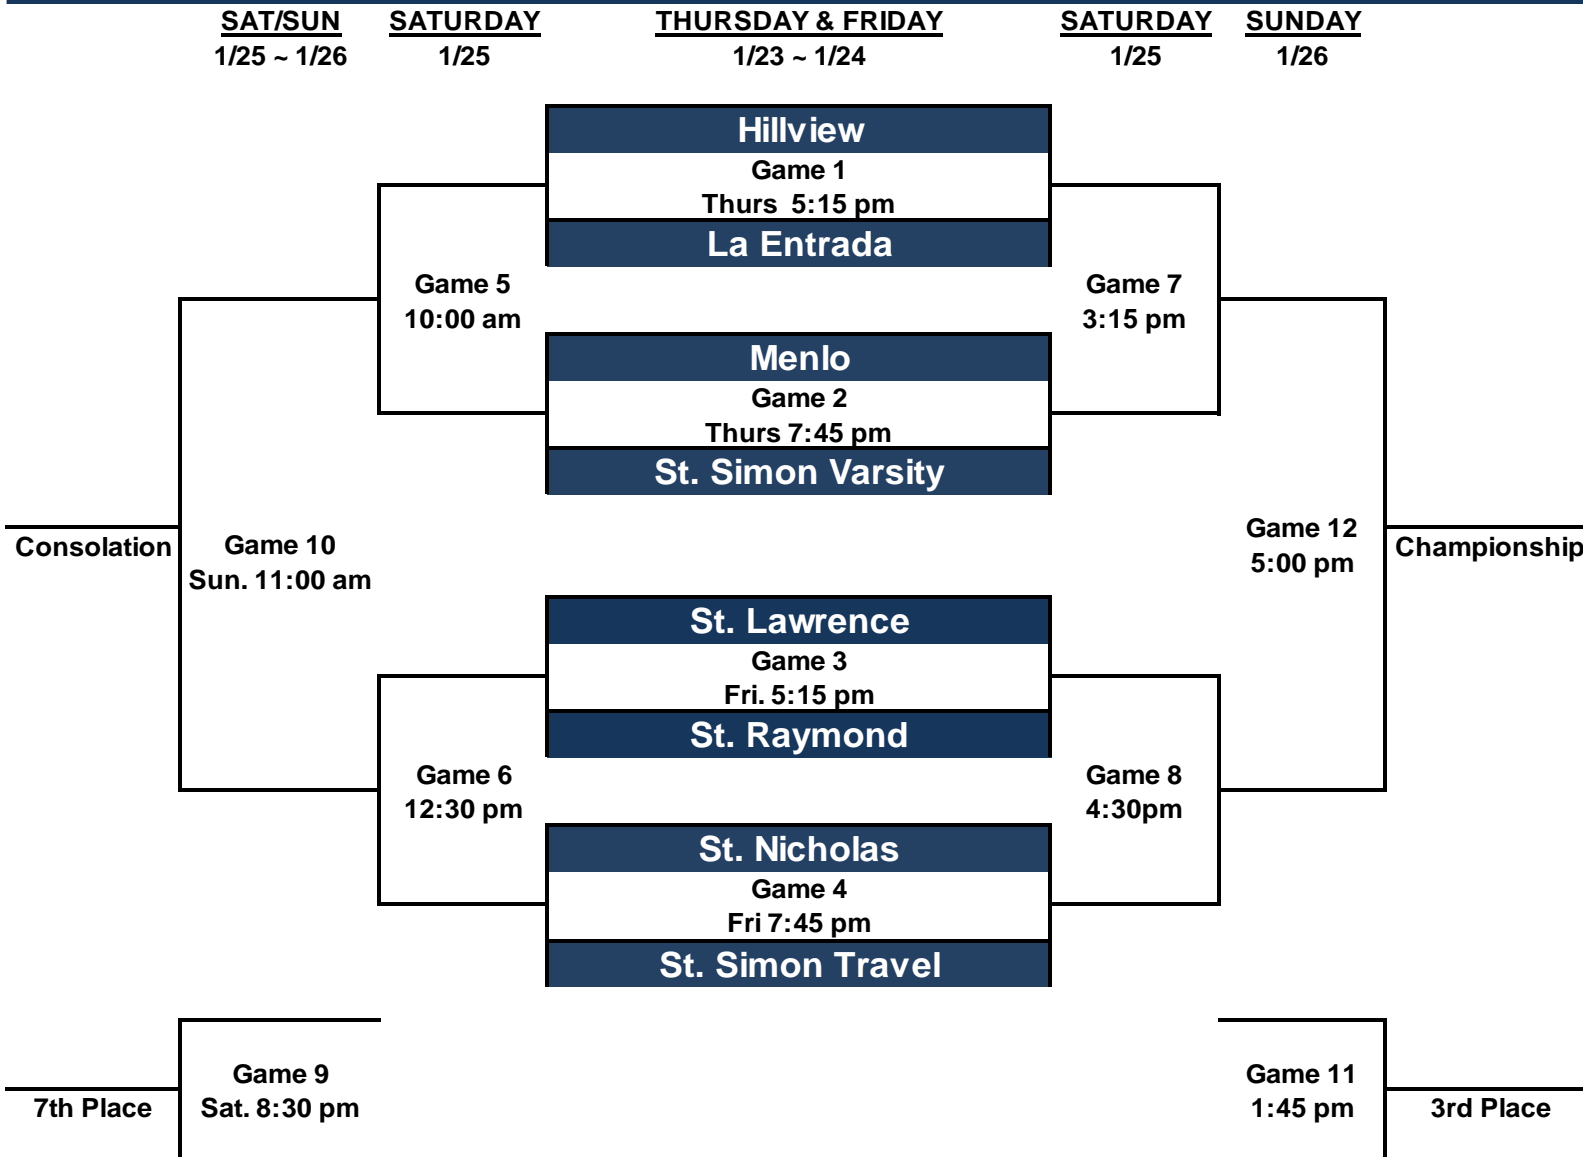 SAT/SUN SATURDAY THURSDAY & FRIDAY SATURDAY SUNDAY
1/25 ~ 1/26 1/25 1/23 ~ 1/24 1/25 1/26
Hillview
Game 1
Thurs 5:15 pm
La Entrada
Game 5 Game 7
10:00 am 3:15 pm
Menlo
Game 2
Thurs 7:45 pm
St. Simon Varsity
Game 12
Consolation Game 10 5:00 pm Championship
Sun. 11:00 am
St. Lawrence
Game 3
Fri. 5:15 pm
St. Raymond
Game 6 Game 8
12:30 pm 4:30pm
St. Nicholas
Game 4
Fri 7:45 pm
St. Simon Travel
Game 9 Game 11
7th Place Sat. 8:30 pm 1:45 pm 3rd Place